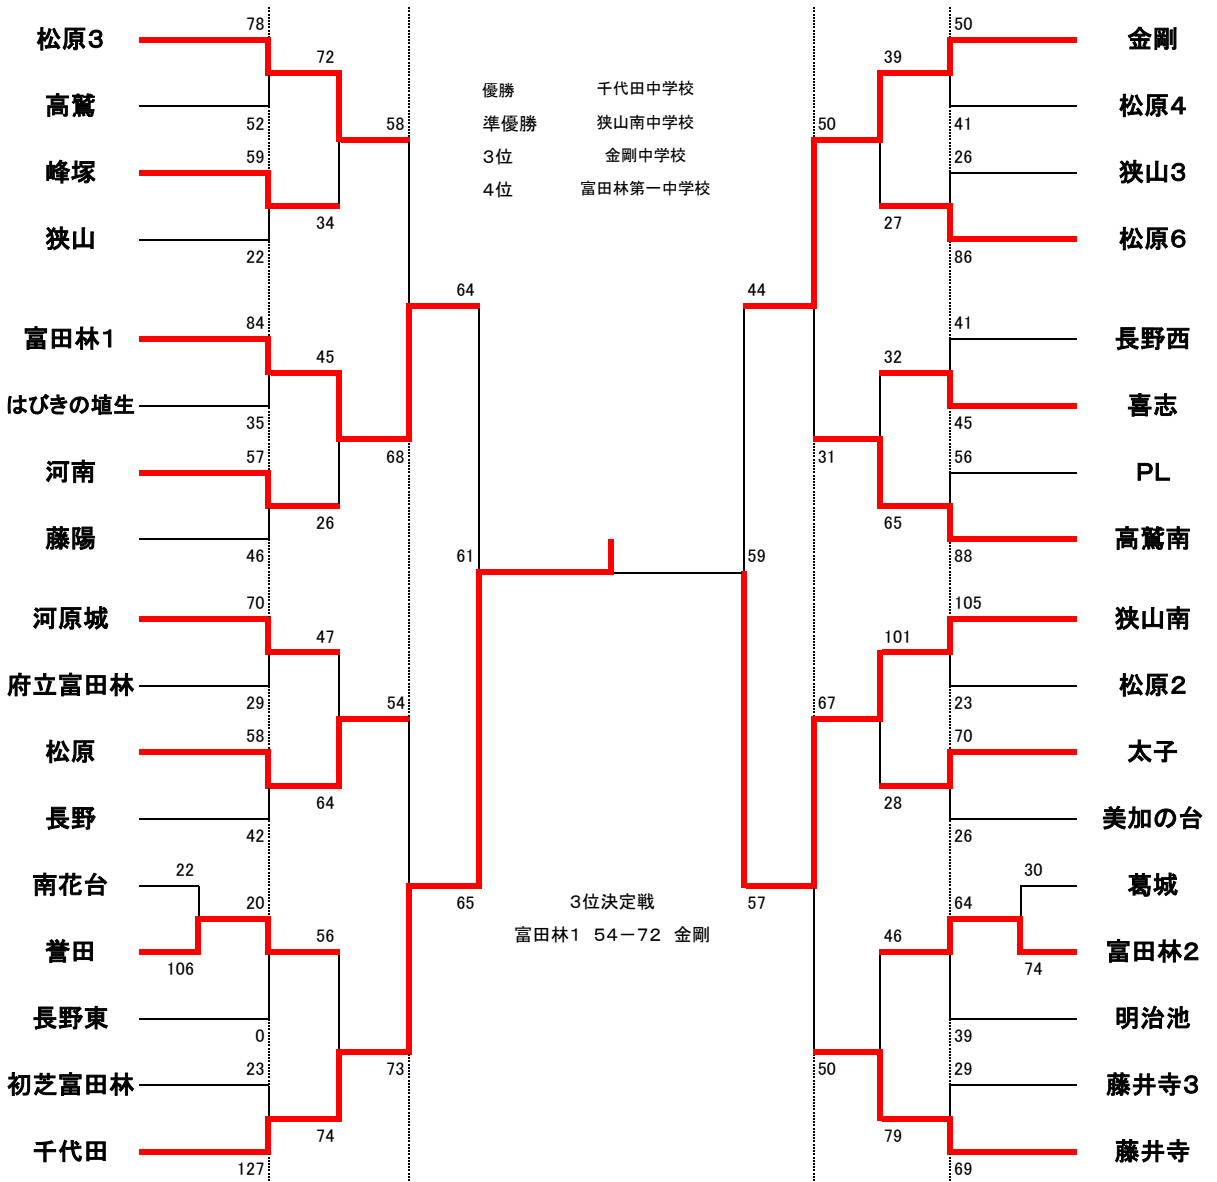 78
松原3
72
高鷲
52
58
59
峰塚
34
狭山
22
64
84
富田林1
45
はびきの埴生
35
68
57
河南
26
藤陽
46
61
70
河原城
47
府立富田林
29
54
58
松原
64
長野
42
22
南花台
20
誉田
106
56
65
長野東
0
23
初芝富田林
73
74
千代田
127
優勝 千代田中学校
準優勝 狭山南中学校
3位 金剛中学校
4位 富田林第一中学校
3位決定戦
富田林1 54－72 金剛
50
金剛
39
松原4
41
50
26
狭山3
27
松原6
86
44
41
長野西
32
喜志
45
31
56
PL
65
高鷲南
88
59
105
狭山南
101
松原2
23
67
70
太子
28
美加の台
26
30
葛城
64
富田林2
74
46
57
明治池
39
29
藤井寺3
50
79
藤井寺
69